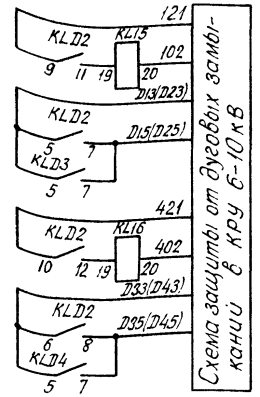 121
KLD2
KL15
102
9 11 19 20
D13(D23)
KLD2
D15(D25)
5 7
KLD3
5 7
421
KLD2
KL16
402
10 12 19 20
D33(D43)
KLD2
D35(D45)
6 8
KLD4
5 7
Схема защиты от дуговых замы-
каний в КРУ 6-10кВ